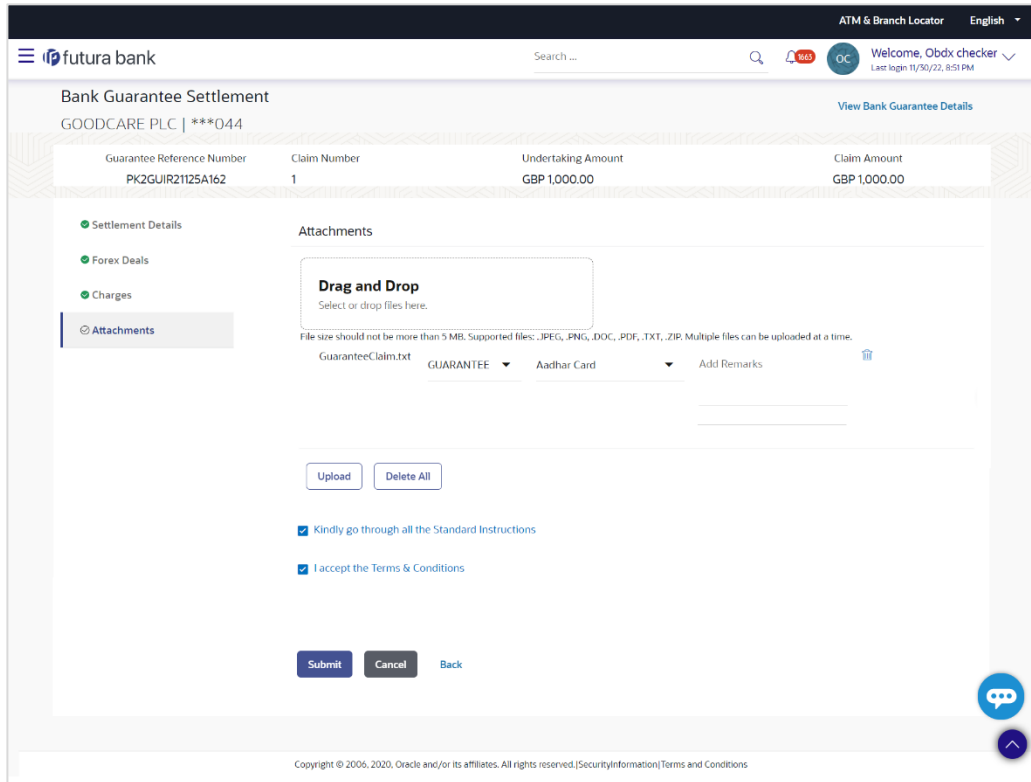 ATM & Branch Locator English
futura bank Search ... 1663 OC Welcome, Obdx checker
Last login 11/30/22, 8:51 PM
Bank Guarantee Settlement
View Bank Guarantee Details
GOODCARE PLC | ***044
Guarantee Reference Number Claim Number Undertaking Amount Claim Amount
PK2GUIR21125A162 1 GBP 1,000.00 GBP 1,000.00
Settlement Details
Attachments
Forex Deals
Charges
Attachments
Drag and Drop
Select or drop files here.
File size should not be more than 5 MB. Supported files: .JPEG, .PNG, .DOC, .PDF, .TXT, .ZIP. Multiple files can be uploaded at a time.
GuaranteeClaim.txt GUARANTEE Aadhar Card Add Remarks
Upload Delete All
Kindly go through all the Standard Instructions
I accept the Terms & Conditions
Submit Cancel Back
Copyright © 2006, 2020, Oracle and/or its affiliates. All rights reserved.|SecurityInformation|Terms and Conditions